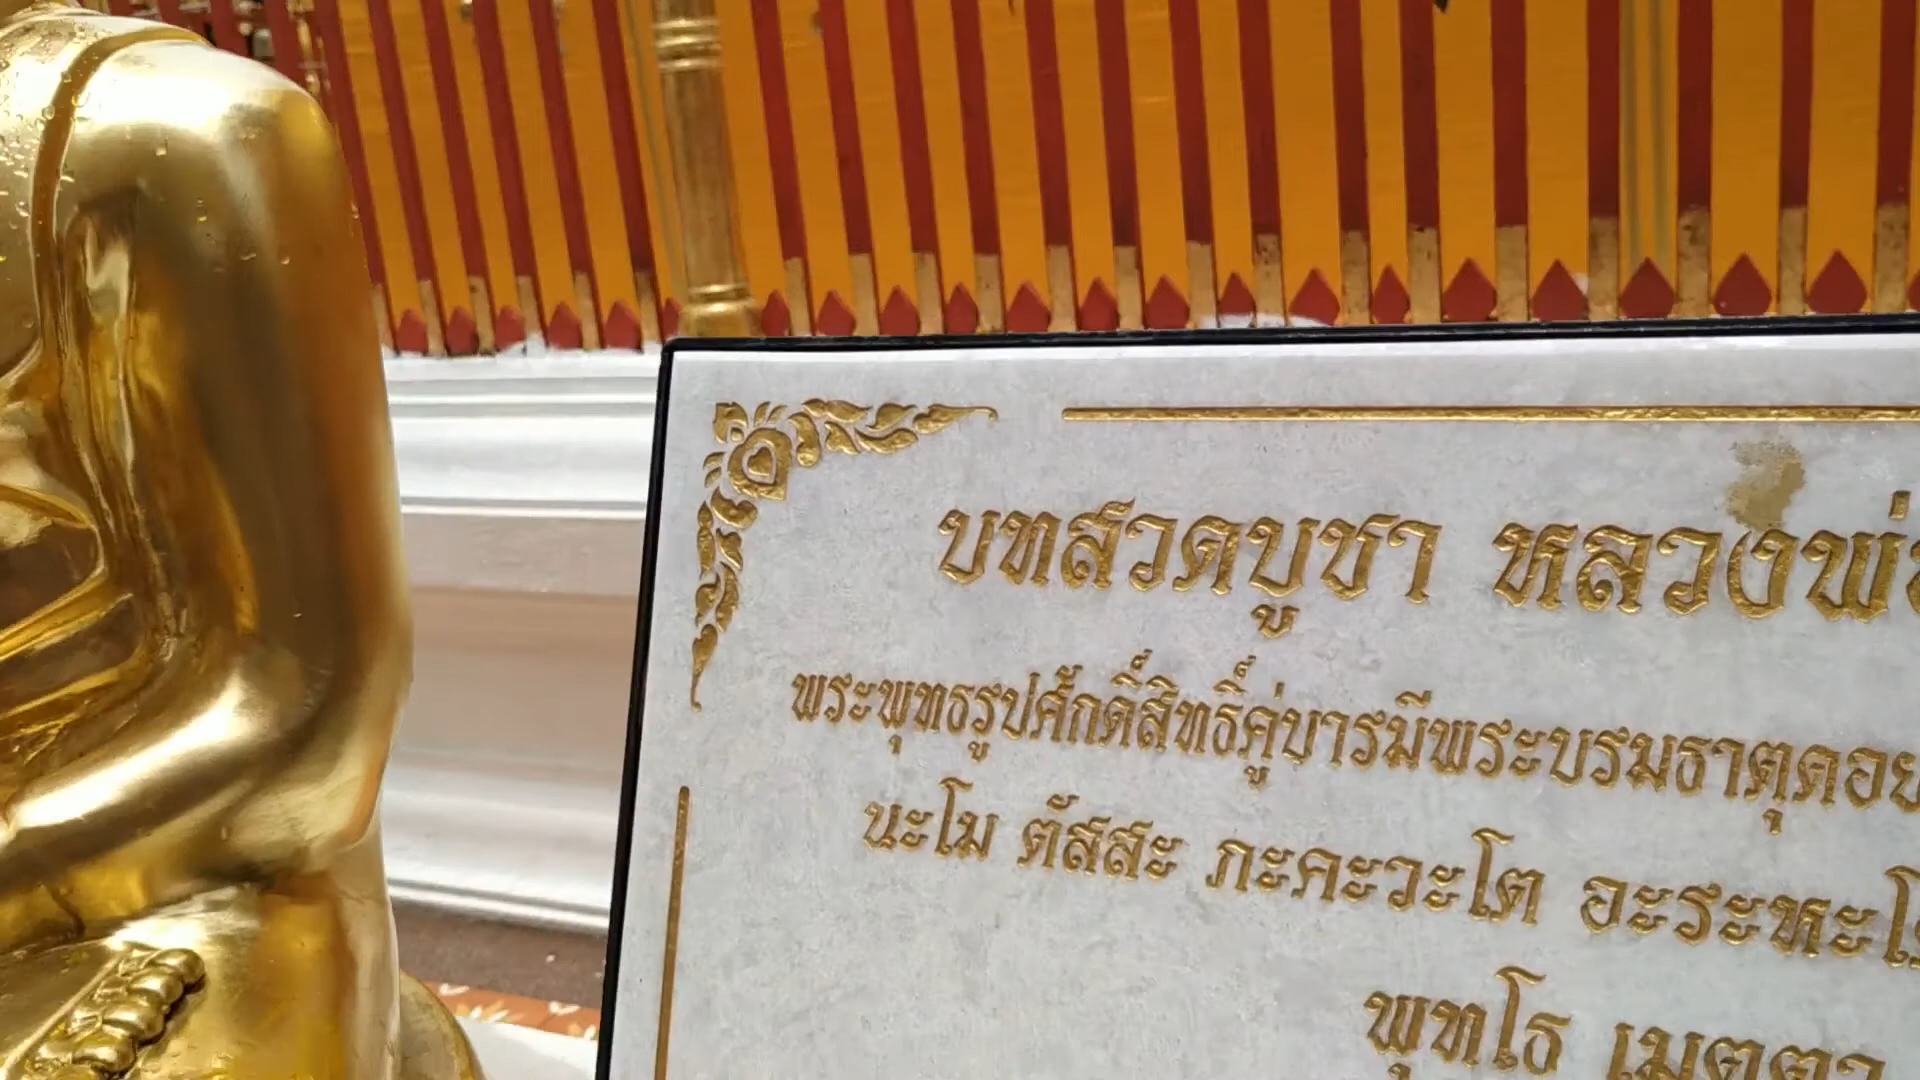 บทสวดบูชา หลวงพ่
พระพุทธรูปศักดิ์สิทธิ์คู่บารมีพระบรมธาตุดอย
นะโม ตัสสะ ภะคะวะโต อะระหะโ
พุทโธ เมตตา